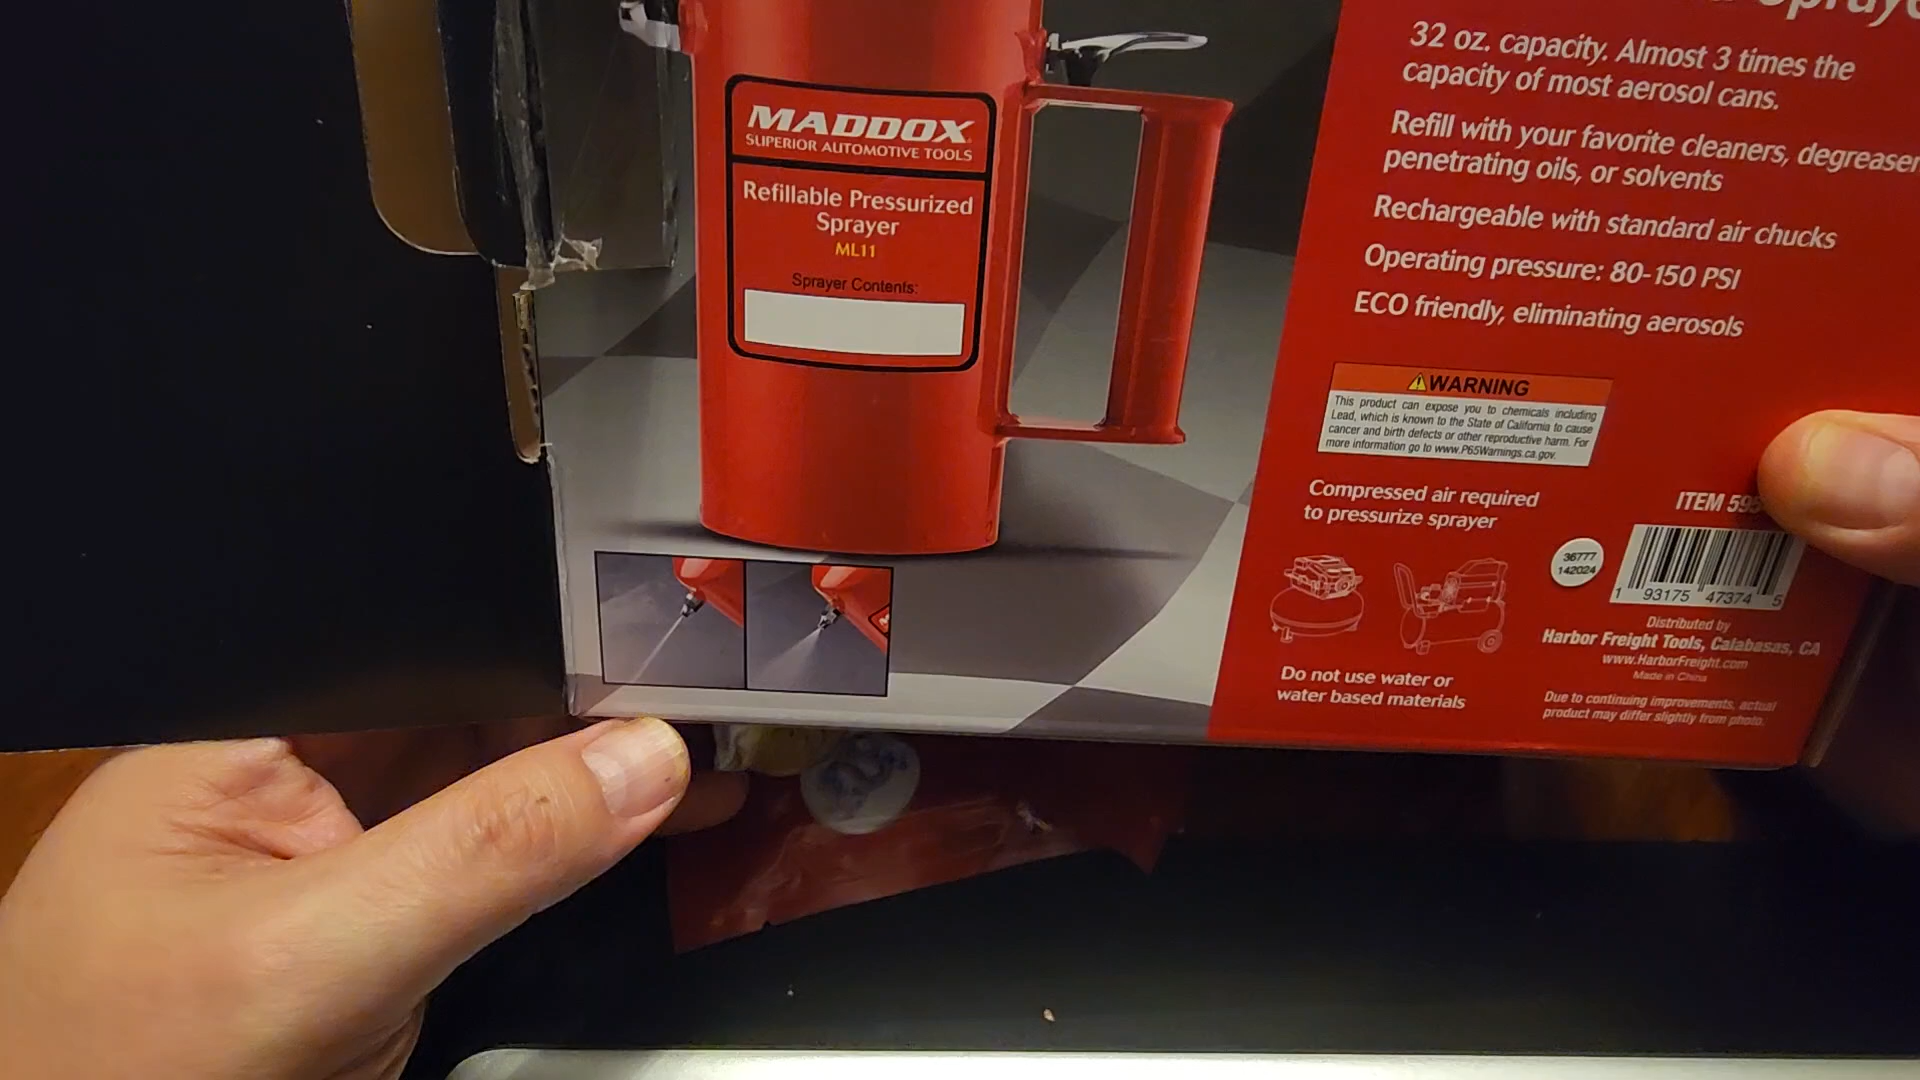 MADDOX
SUPERIOR AUTOMOTIVE TOOLS
Refillable Pressurized
Sprayer
ML11
Sprayer Contents:
32 oz. capacity. Almost 3 times the
capacity of most aerosol cans.
Refill with your favorite cleaners, degreaser
penetrating oils, or solvents
Rechargeable with standard air chucks
Operating pressure: 80-150 PSI
ECO friendly, eliminating aerosols
WARNING
This product can expose you to chemicals including
Lead, which is known to the State of California to cause
cancer and birth defects or other reproductive harm. For
more information go to www.P65Warnings.ca.gov.
Compressed air required
to pressurize sprayer
ITEM
36777
142024
1 93175 47374 5
Do not use water or
water based materials
Distributed by
Harbor Freight Tools, Calabasas, CA
www.HarborFreight.com
Made in China
Due to continuing improvements, actual
product may differ slightly from photo.